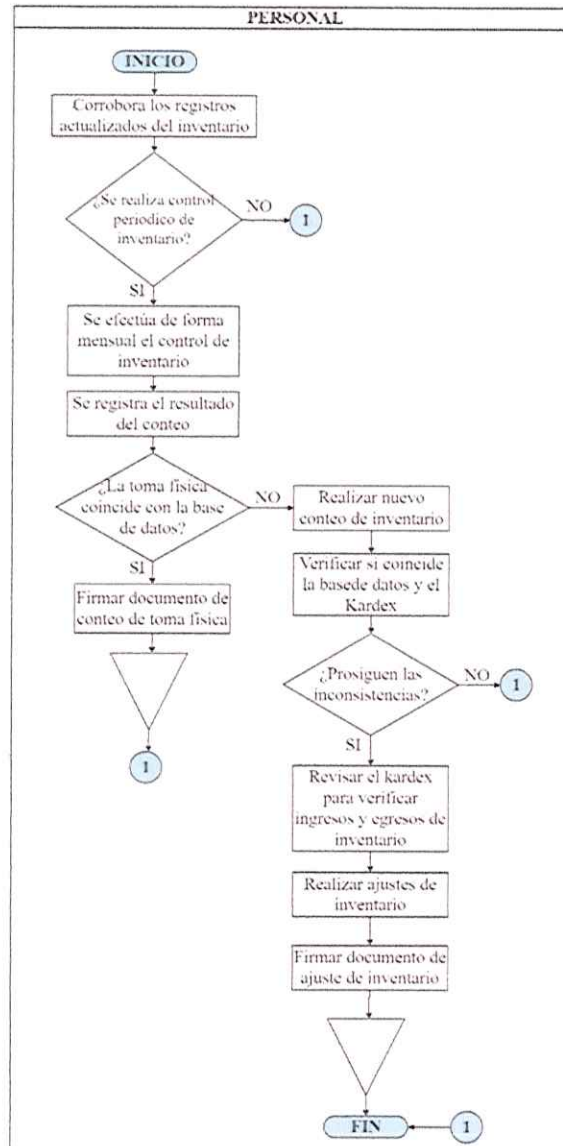 PERSONAL
INICIO
Corrobora los registros
actualizados del inventario
¿Se realiza control
periodico de
inventario?
NO
1
SI
Se efectúa de forma
mensual el control de
inventario
Se registra el resultado
del conteo
¿La toma física
coincide con la base
de datos?
NO
Realizar nuevo
conteo de inventario
SI
Verificar si coincide
la basede datos y el
Kardex
Firmar documento de
conteo de toma física
¿Prosiguen las
inconsistencias?
NO
1
1
SI
Revisar el kardex
para verificar
ingresos y egresos de
inventario
Realizar ajustes de
inventario
Firmar documento de
ajuste de inventario
FIN
1